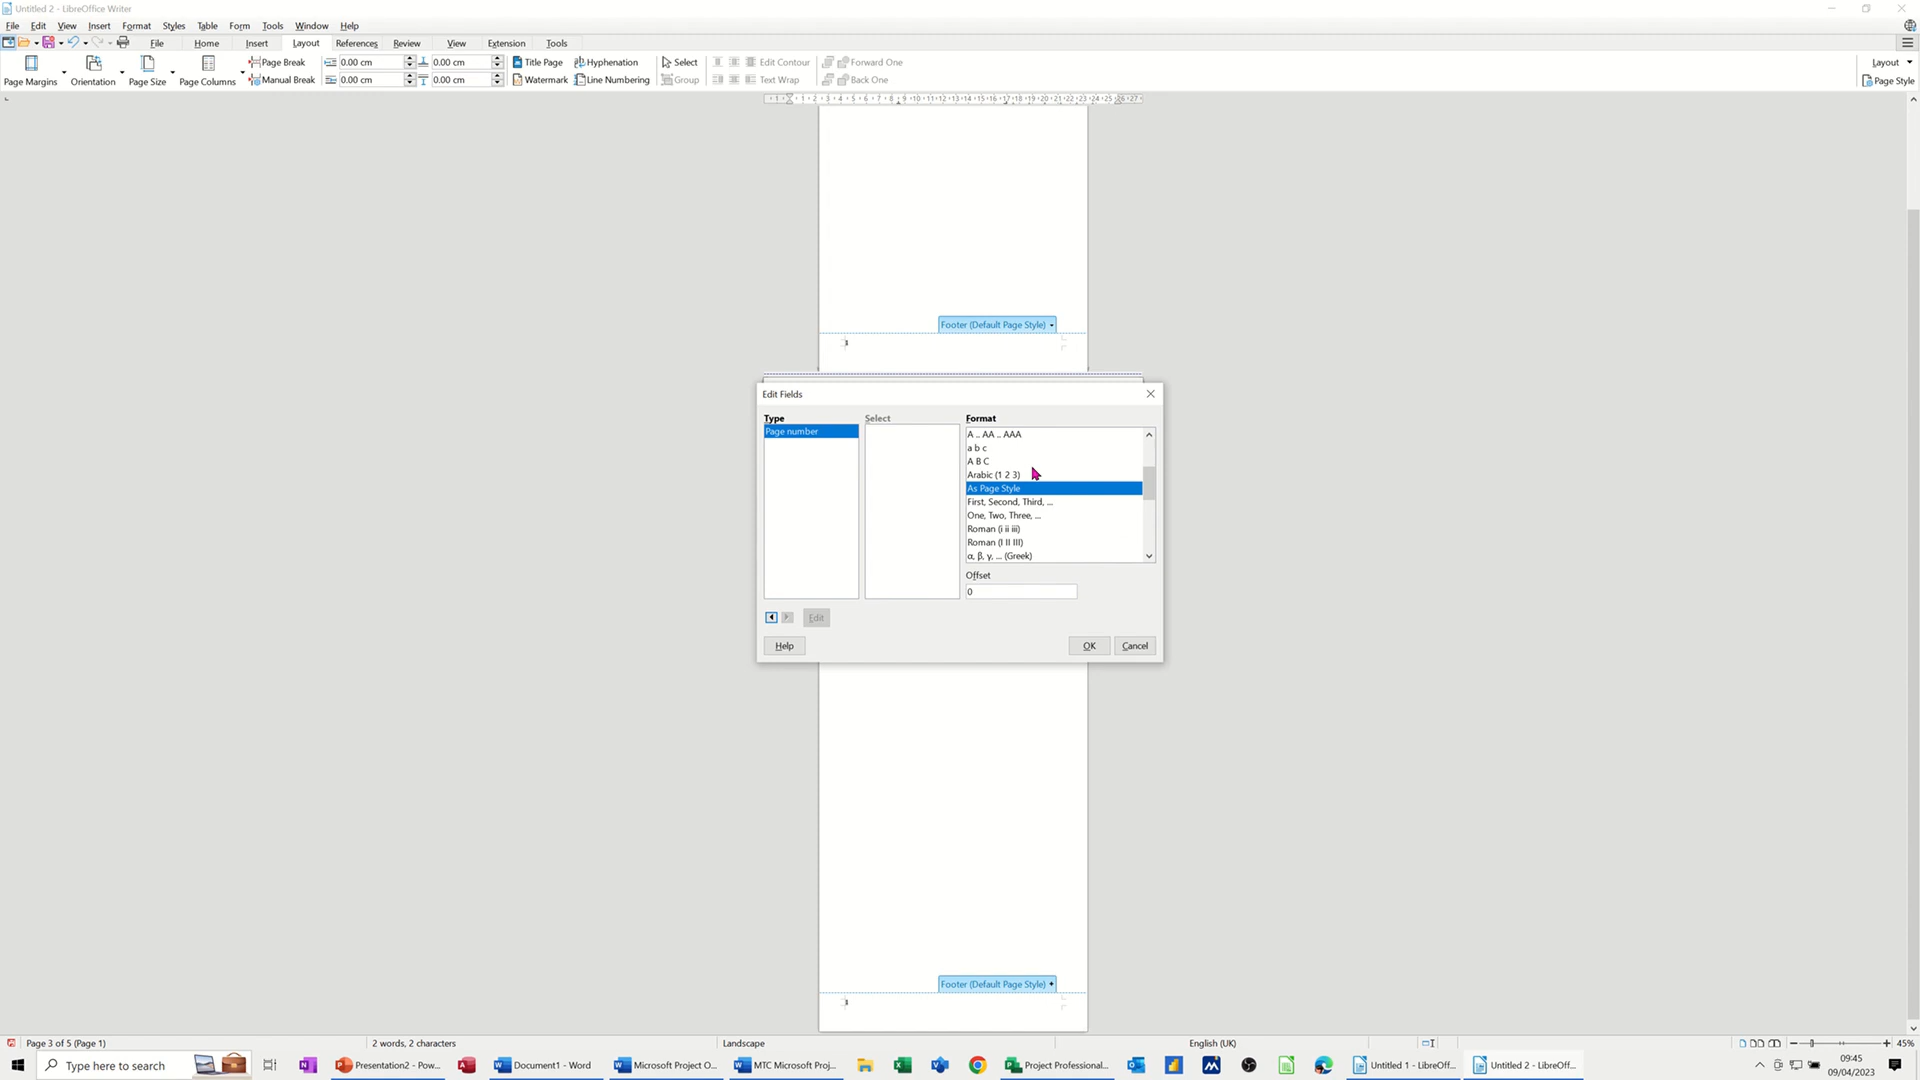 Untitled 2 - LibreOffice Writer
File Edit View Insert Format Styles Table Form Tools Window Help
File Home Insert Layout References Review View Extension Tools
Page Margins
Orientation
Page Size
Page Columns
Page Break
Manual Break
0.00 cm 0.00 cm
0.00 cm 0.00 cm
Title Page
Watermark
Hyphenation
Line Numbering
Select
Group
Edit Contour
Text Wrap
Forward One
Back One
Layout
Page Style
Footer (Default Page Style)
Edit Fields
Type
Page number
Select
Format
A .. AA .. AAA
a b c
A B C
Arabic (1 2 3)
As Page Style
First, Second, Third, ...
One, Two, Three, ...
Roman (i ii iii)
Roman (I II III)
α, β, γ, ... (Greek)
Offset
0
Edit
Help OK Cancel
Footer (Default Page Style)
Page 3 of 5 (Page 1)
2 words, 2 characters
Landscape
English (UK)
45%
Type here to search
Presentation2 - Pow...
Document1 - Word
Microsoft Project O...
MTC Microsoft Proj...
Project Professional...
Untitled 1 - LibreOff...
Untitled 2 - LibreOff...
09:45
09/04/2023